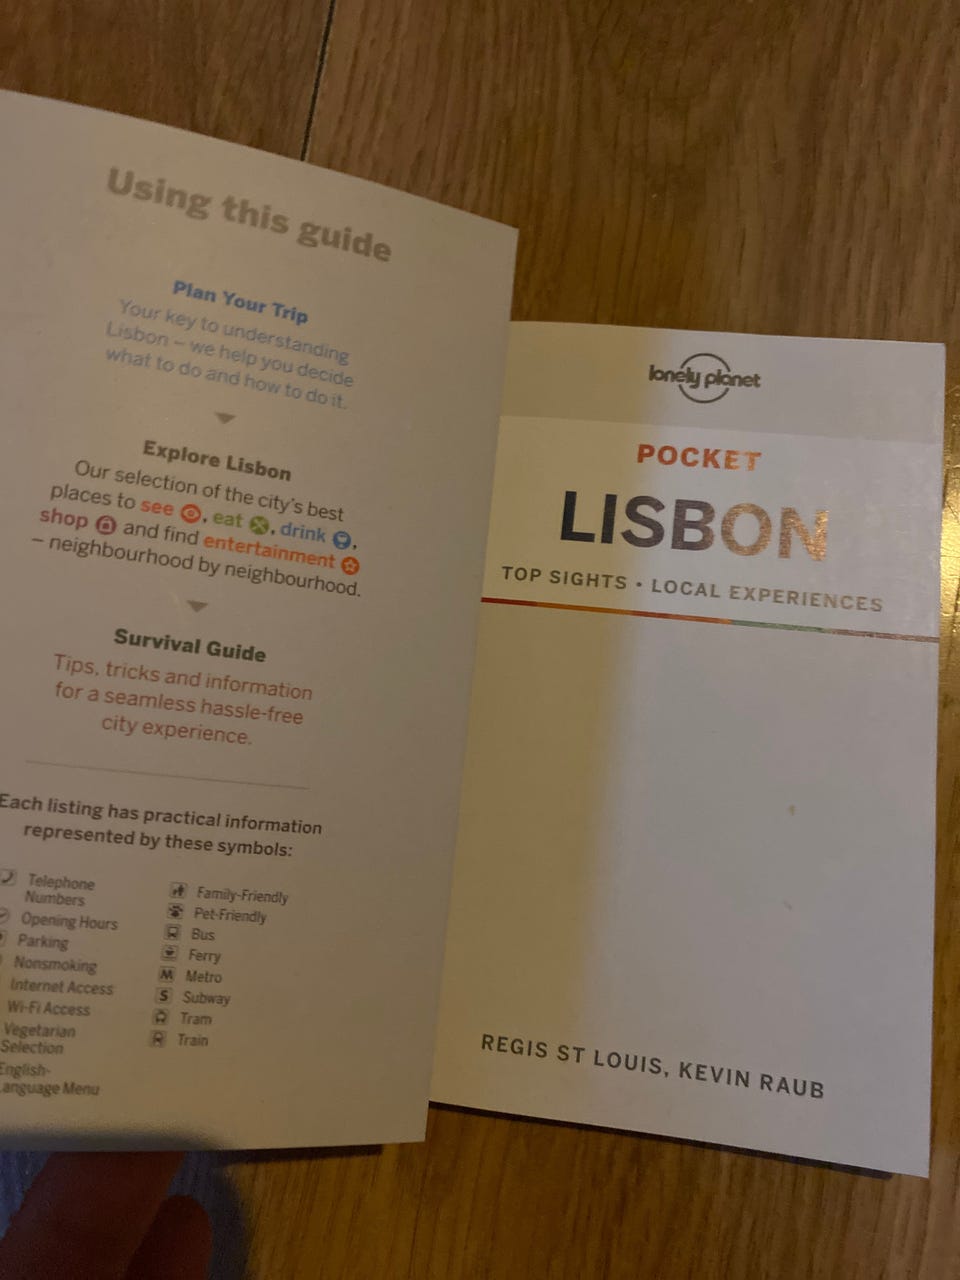 Using this guide
Plan Your Trip
Your key to understanding
Lisbon – we help you decide
what to do and how to do it.
Explore Lisbon
Our selection of the city's best
places to see , eat , drink ,
shop and find entertainment
– neighbourhood by neighbourhood.
Survival Guide
Tips, tricks and information
for a seamless hassle-free
city experience.
Each listing has practical information
represented by these symbols:
Telephone
Numbers
Opening Hours
Parking
Nonsmoking
Internet Access
Wi-Fi Access
Vegetarian
Selection
English-
Language Menu
Family-Friendly
Pet-Friendly
Bus
Ferry
M Metro
S Subway
Tram
Train
lonely planet
POCKET
LISBON
TOP SIGHTS • LOCAL EXPERIENCES
REGIS ST LOUIS, KEVIN RAUB